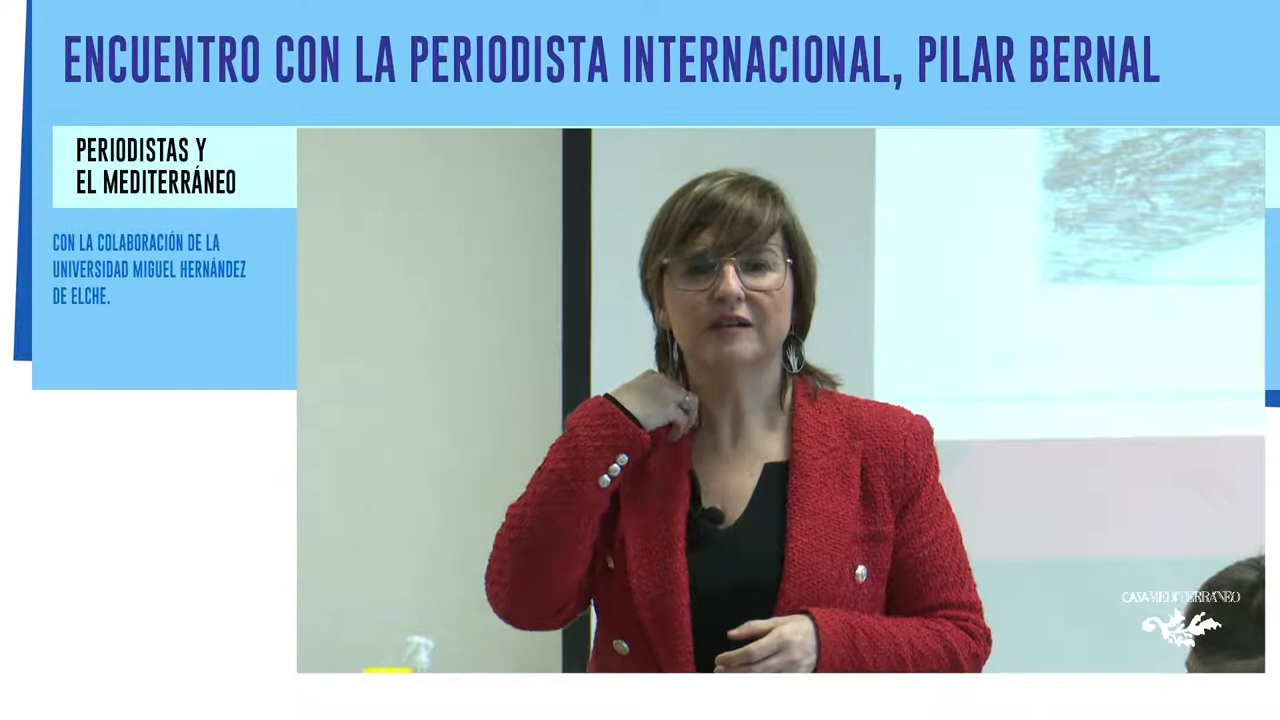 ENCUENTRO CON LA PERIODISTA INTERNACIONAL, PILAR BERNAL
PERIODISTAS Y
EL MEDITERRÁNEO
CON LA COLABORACIÓN DE LA
UNIVERSIDAD MIGUEL HERNÁNDEZ
DE ELCHE.
CASA MEDITERRÁNEO